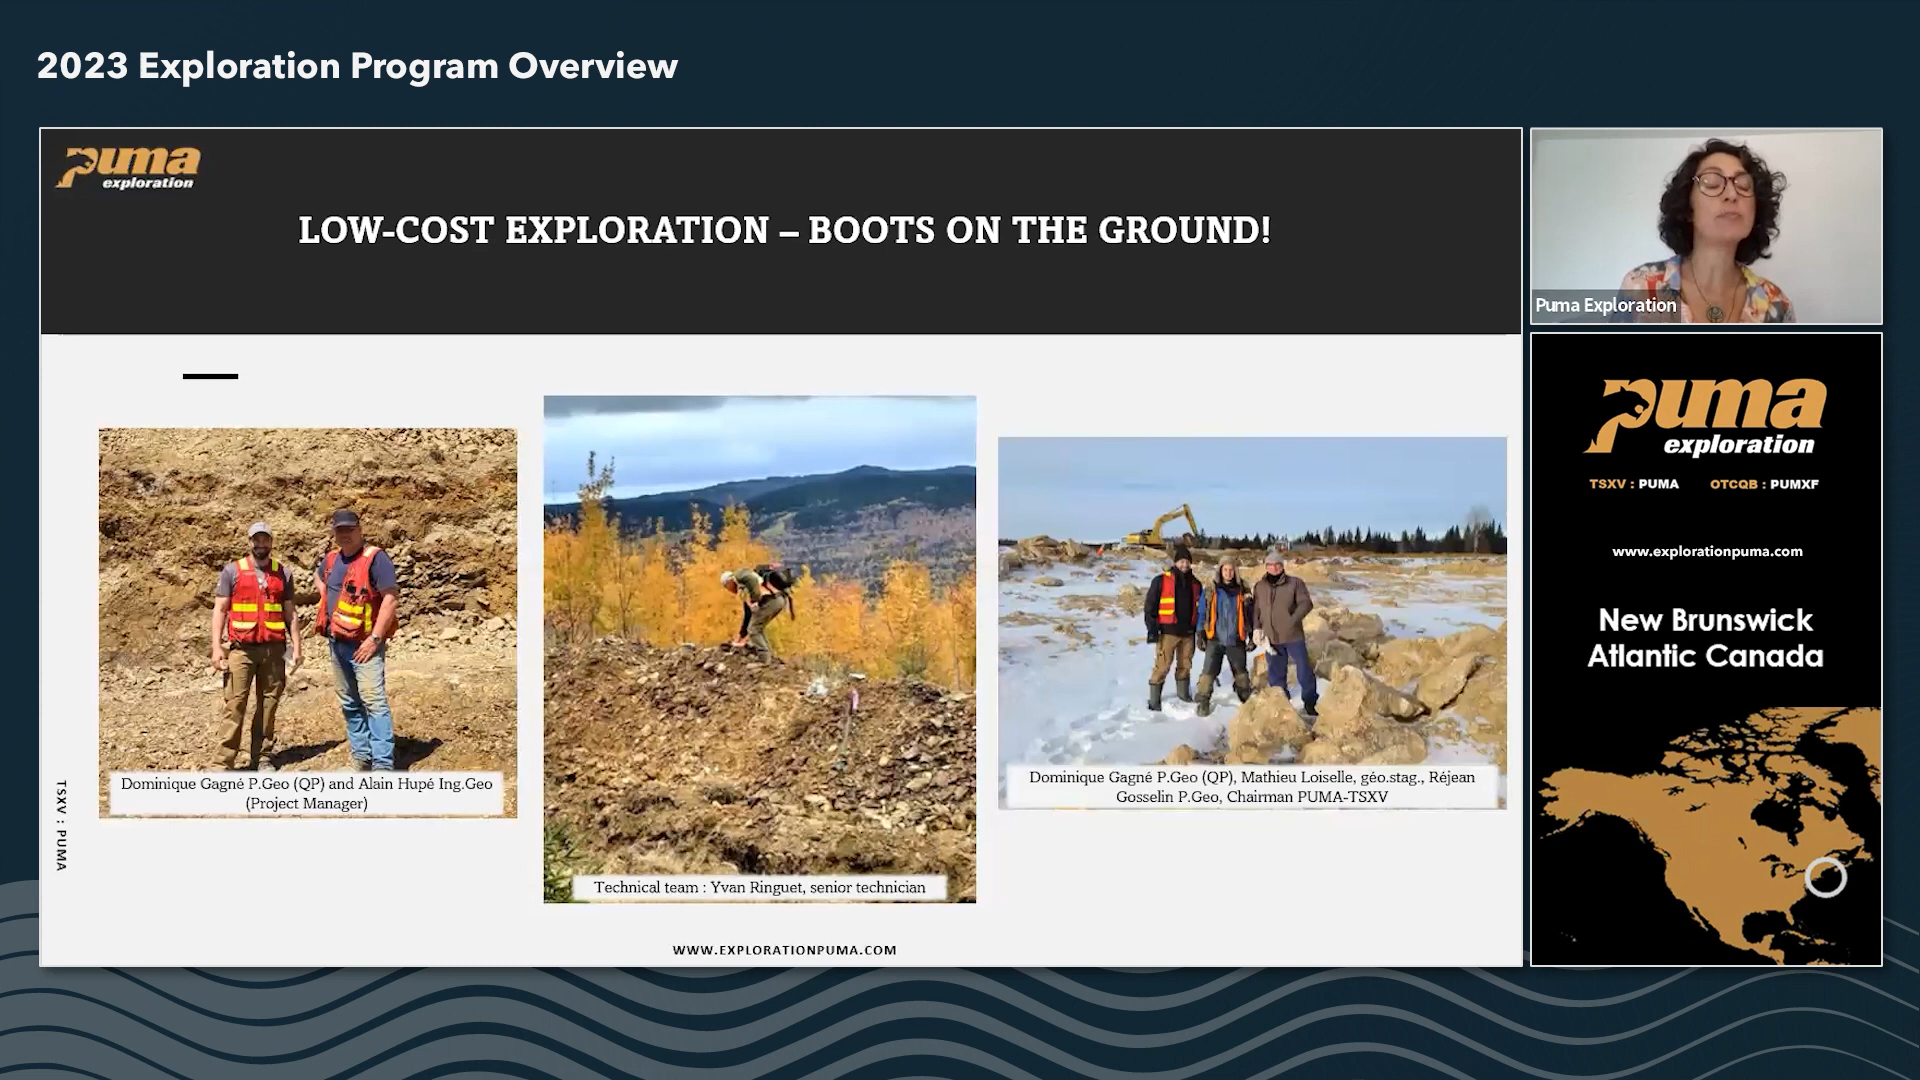 2023 Exploration Program Overview
puma
exploration
LOW-COST EXPLORATION – BOOTS ON THE GROUND!
Dominique Gagné P.Geo (QP) and Alain Hupé Ing.Geo
(Project Manager)
Technical team : Yvan Ringuet, senior technician
Dominique Gagné P.Geo (QP), Mathieu Loiselle, géo.stag., Réjean
Gosselin P.Geo, Chairman PUMA-TSXV
TSXV : PUMA
WWW.EXPLORATIONPUMA.COM
Puma Exploration
puma
exploration
TSXV : PUMA OTCQB : PUMXF
www.explorationpuma.com
New Brunswick
Atlantic Canada